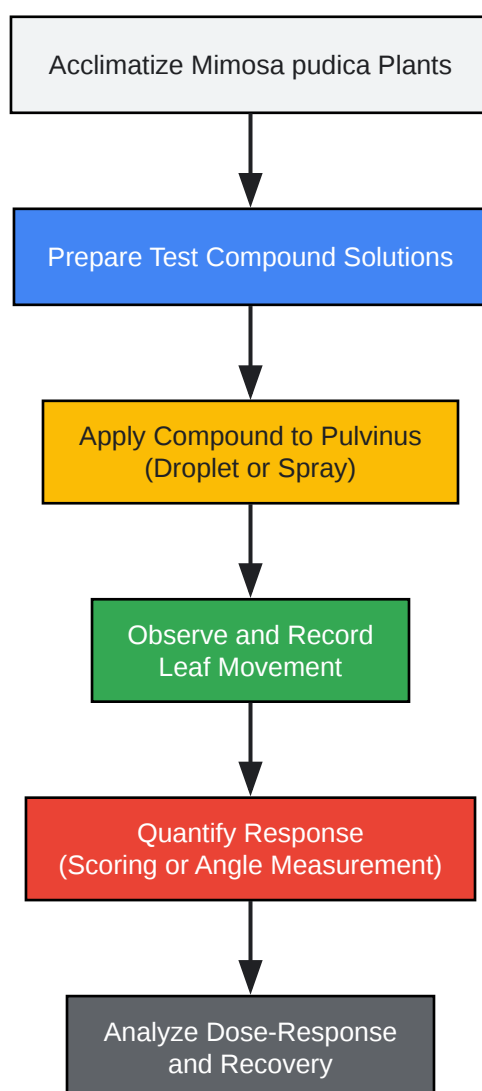 Acclimatize Mimosa pudica Plants
Prepare Test Compound Solutions
Apply Compound to Pulvinus
(Droplet or Spray)
Observe and Record
Leaf Movement
Quantify Response
(Scoring or Angle Measurement)
Analyze Dose-Response
and Recovery